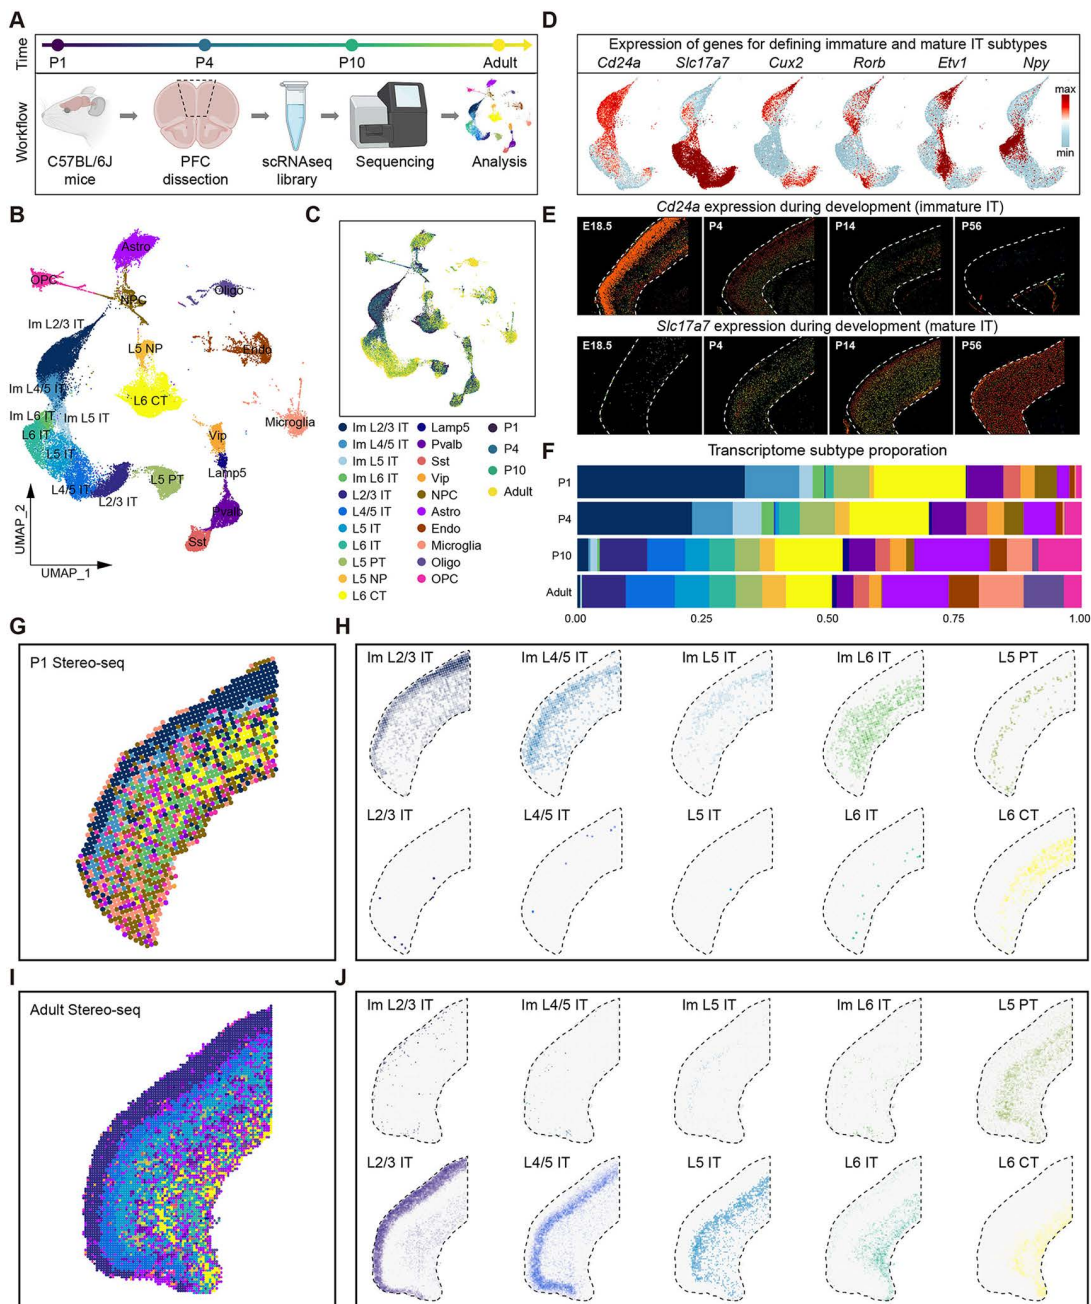 A
Time
P1
P4
P10
Adult
Workflow
C57BL/6J
mice
PFC
dissection
scRNAseq
library
Sequencing
Analysis
D
Expression of genes for defining immature and mature IT subtypes
Cd24a Slc17a7 Cux2 Rorb Etv1 Npy
max
min
B
Astro
OPC
NPC
Oligo
Im L2/3 IT
L5 NP
Endo
Im L4/5 IT
L6 CT
Im L6 IT
Im L5 IT
Microglia
L6 IT
Vip
L5 IT
Lamp5
L5 PT
L4/5 IT
L2/3 IT
Pvalb
Sst
UMAP_2
UMAP_1
C
Im L2/3 IT
Im L4/5 IT
Im L5 IT
Im L6 IT
L2/3 IT
L4/5 IT
L5 IT
L6 IT
L5 PT
L5 NP
L6 CT
Lamp5
Pvalb
Sst
Vip
NPC
Astro
Endo
Microglia
Oligo
OPC
P1
P4
P10
Adult
E
Cd24a expression during development (immature IT)
E18.5 P4 P14 P56
Slc17a7 expression during development (mature IT)
E18.5 P4 P14 P56
F
Transcriptome subtype proporation
P1
P4
P10
Adult
0.00 0.25 0.50 0.75 1.00
G
P1 Stereo-seq
H
Im L2/3 IT Im L4/5 IT Im L5 IT Im L6 IT L5 PT
L2/3 IT L4/5 IT L5 IT L6 IT L6 CT
I
Adult Stereo-seq
J
Im L2/3 IT Im L4/5 IT Im L5 IT Im L6 IT L5 PT
L2/3 IT L4/5 IT L5 IT L6 IT L6 CT